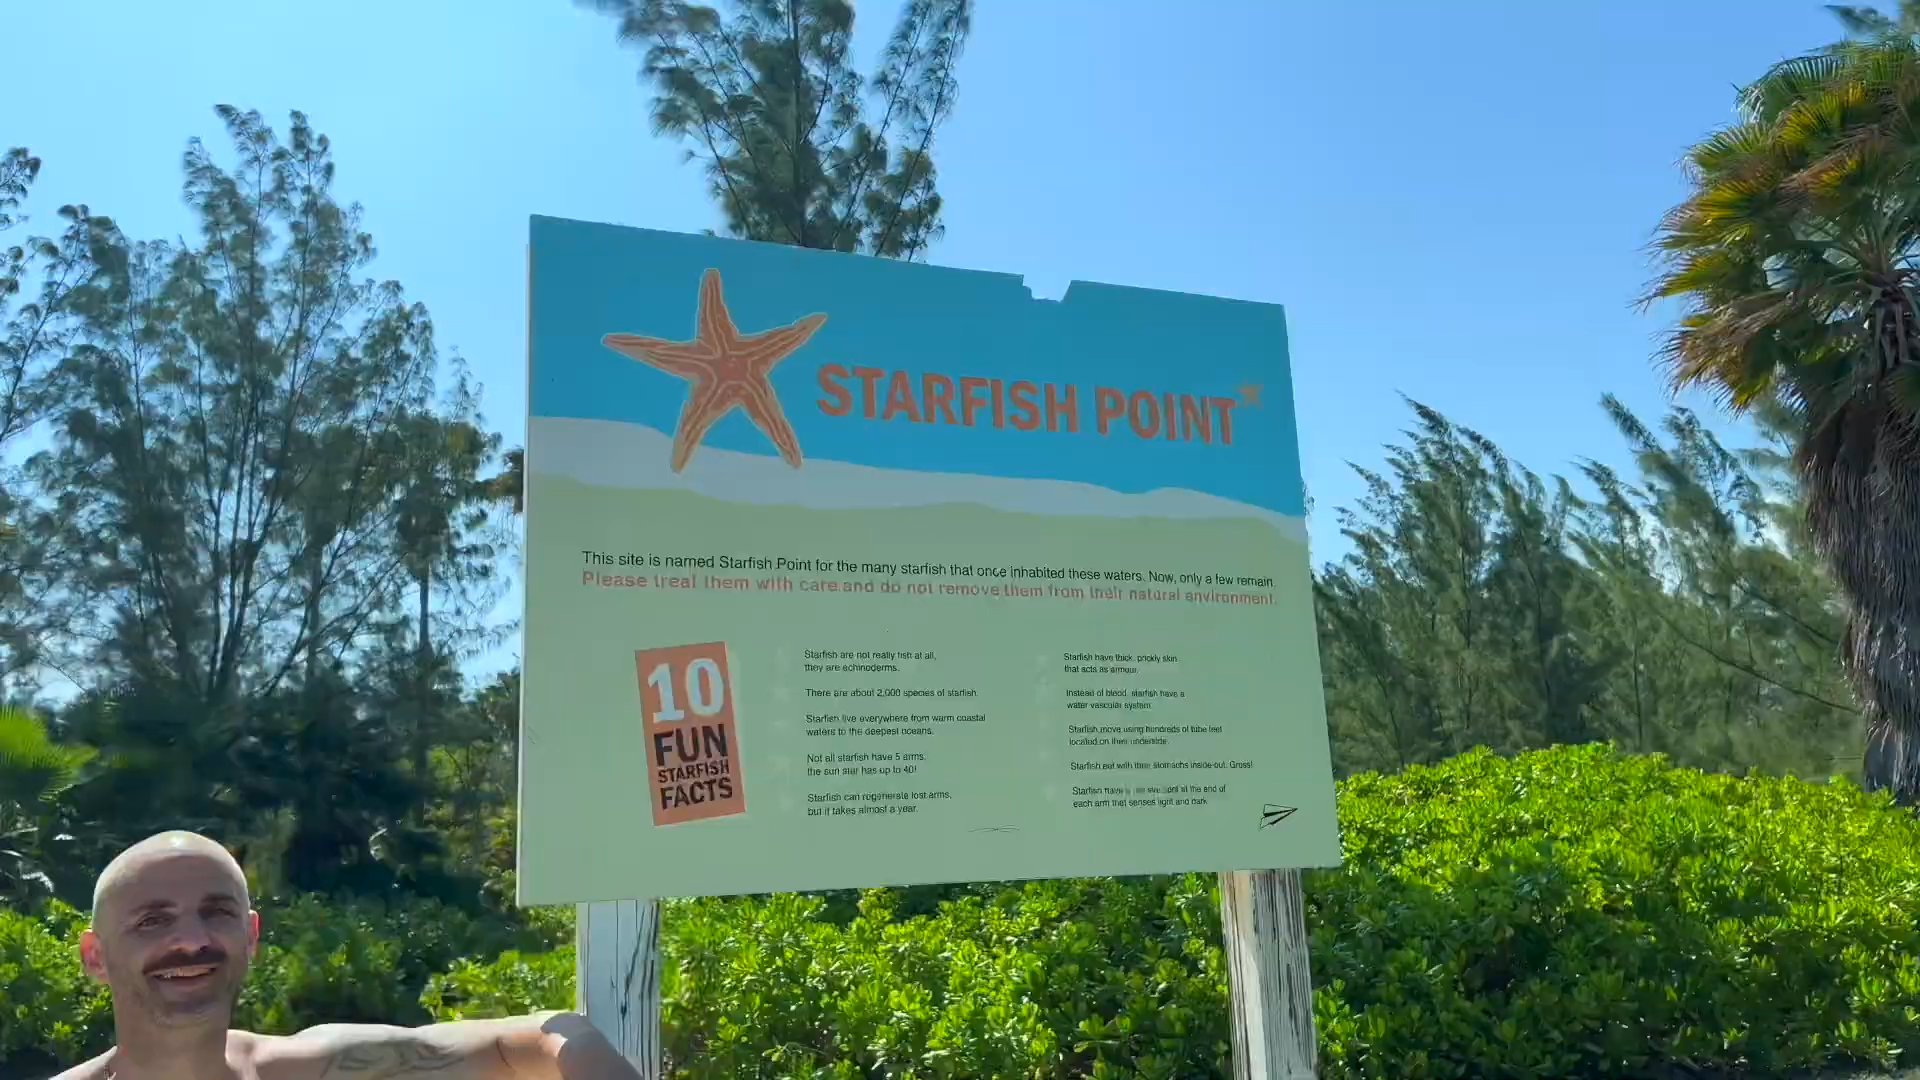 STARFISH POINT
This site is named Starfish Point for the many starfish that once inhabited these waters. Now, only a few remain.
Please treat them with care and do not remove them from their natural environment.
10
FUN
STARFISH
FACTS
Starfish are not really fish at all,
they are echinoderms.
There are about 2,000 species of starfish.
Starfish live everywhere from warm coastal
waters to the deepest oceans.
Not all starfish have 5 arms,
the sun star has up to 40!
Starfish can regenerate lost arms,
but it takes almost a year.
Starfish have thick, prickly skin
that acts as armour.
Instead of blood, starfish have a
water vascular system.
Starfish move using hundreds of tube feet
located on their underside.
Starfish eat with their stomachs inside-out. Gross!
Starfish have eye spot at the end of
each arm that senses light and dark.